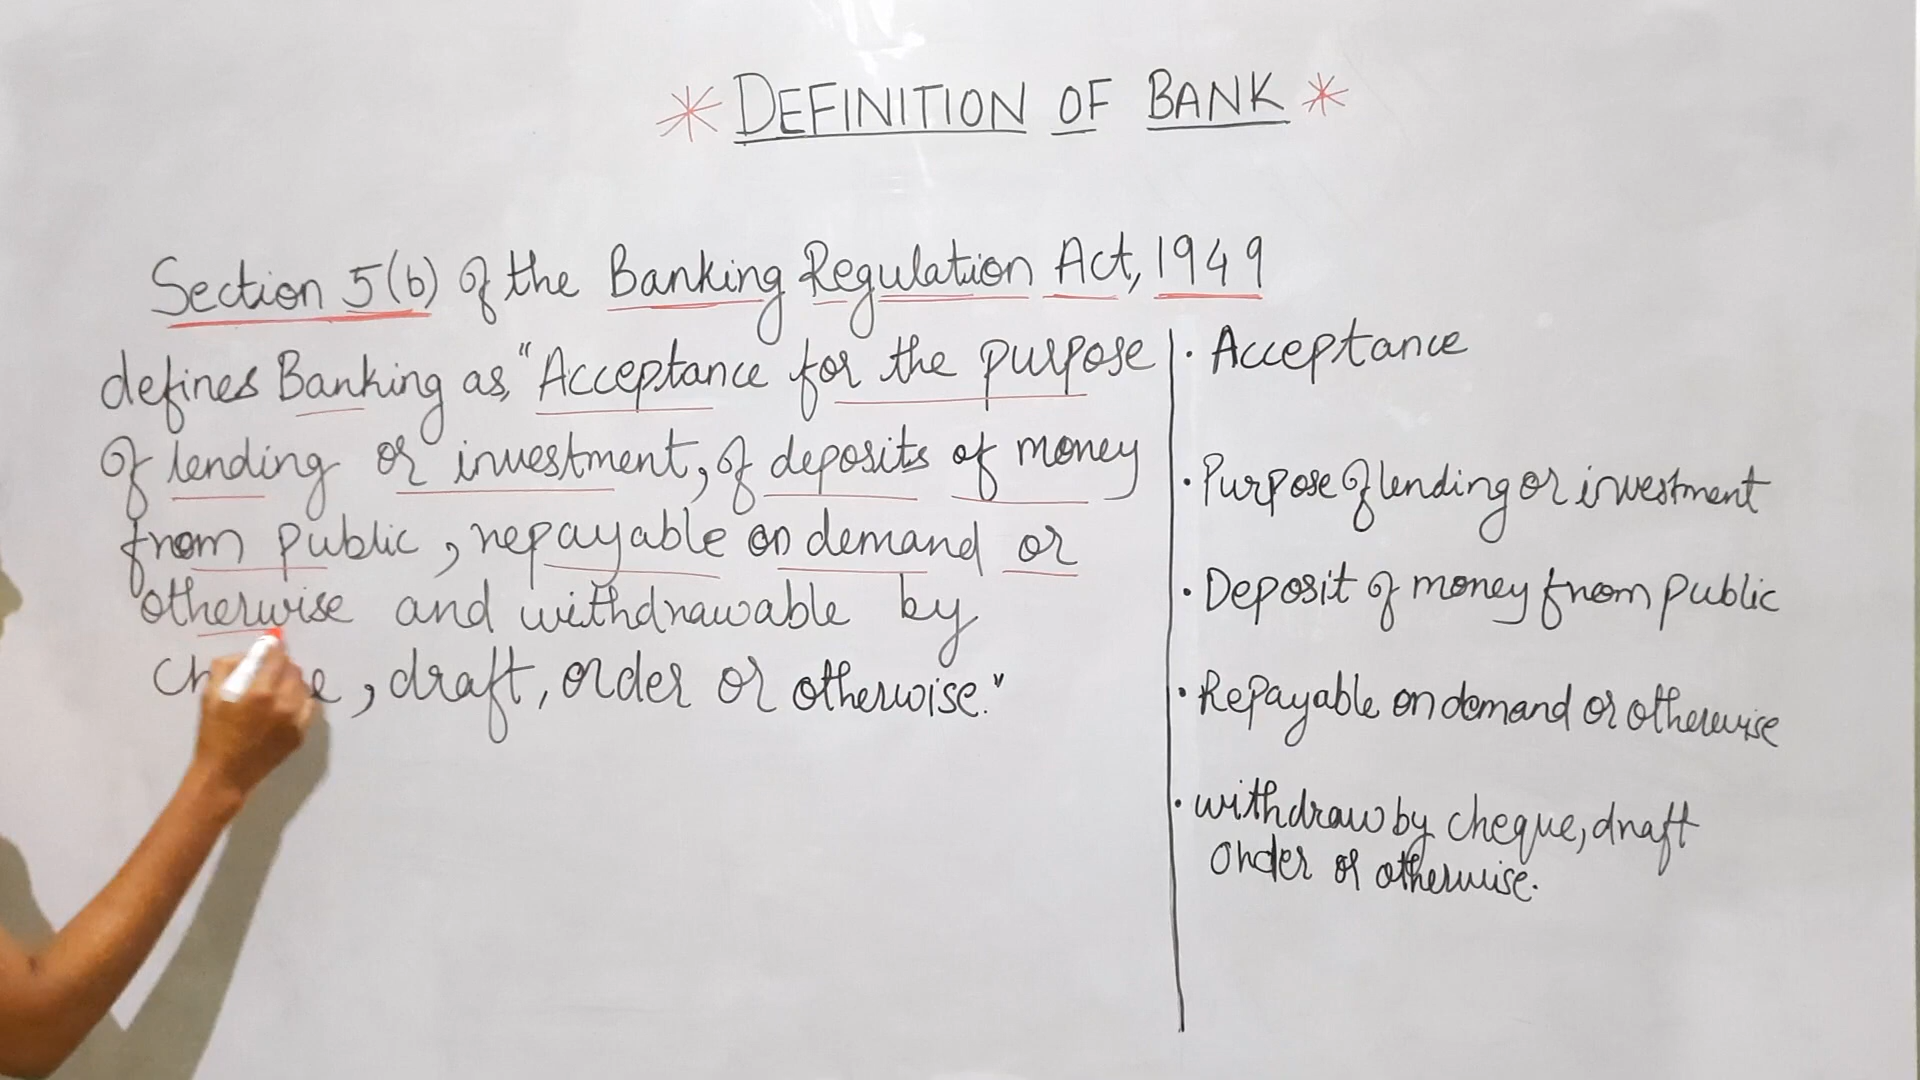 * DEFINITION OF BANK *
Section 5(b) of the Banking Regulation Act, 1949
defines Banking as, "Acceptance for the purpose
of lending or investment, of deposits of money
from public, repayable on demand or
otherwise and withdrawable by
, draft, order or otherwise."
· Acceptance
· Purpose of lending or investment
· Deposit of money from public
· Repayable on demand or otherwise
· withdraw by cheque, draft
order or otherwise.